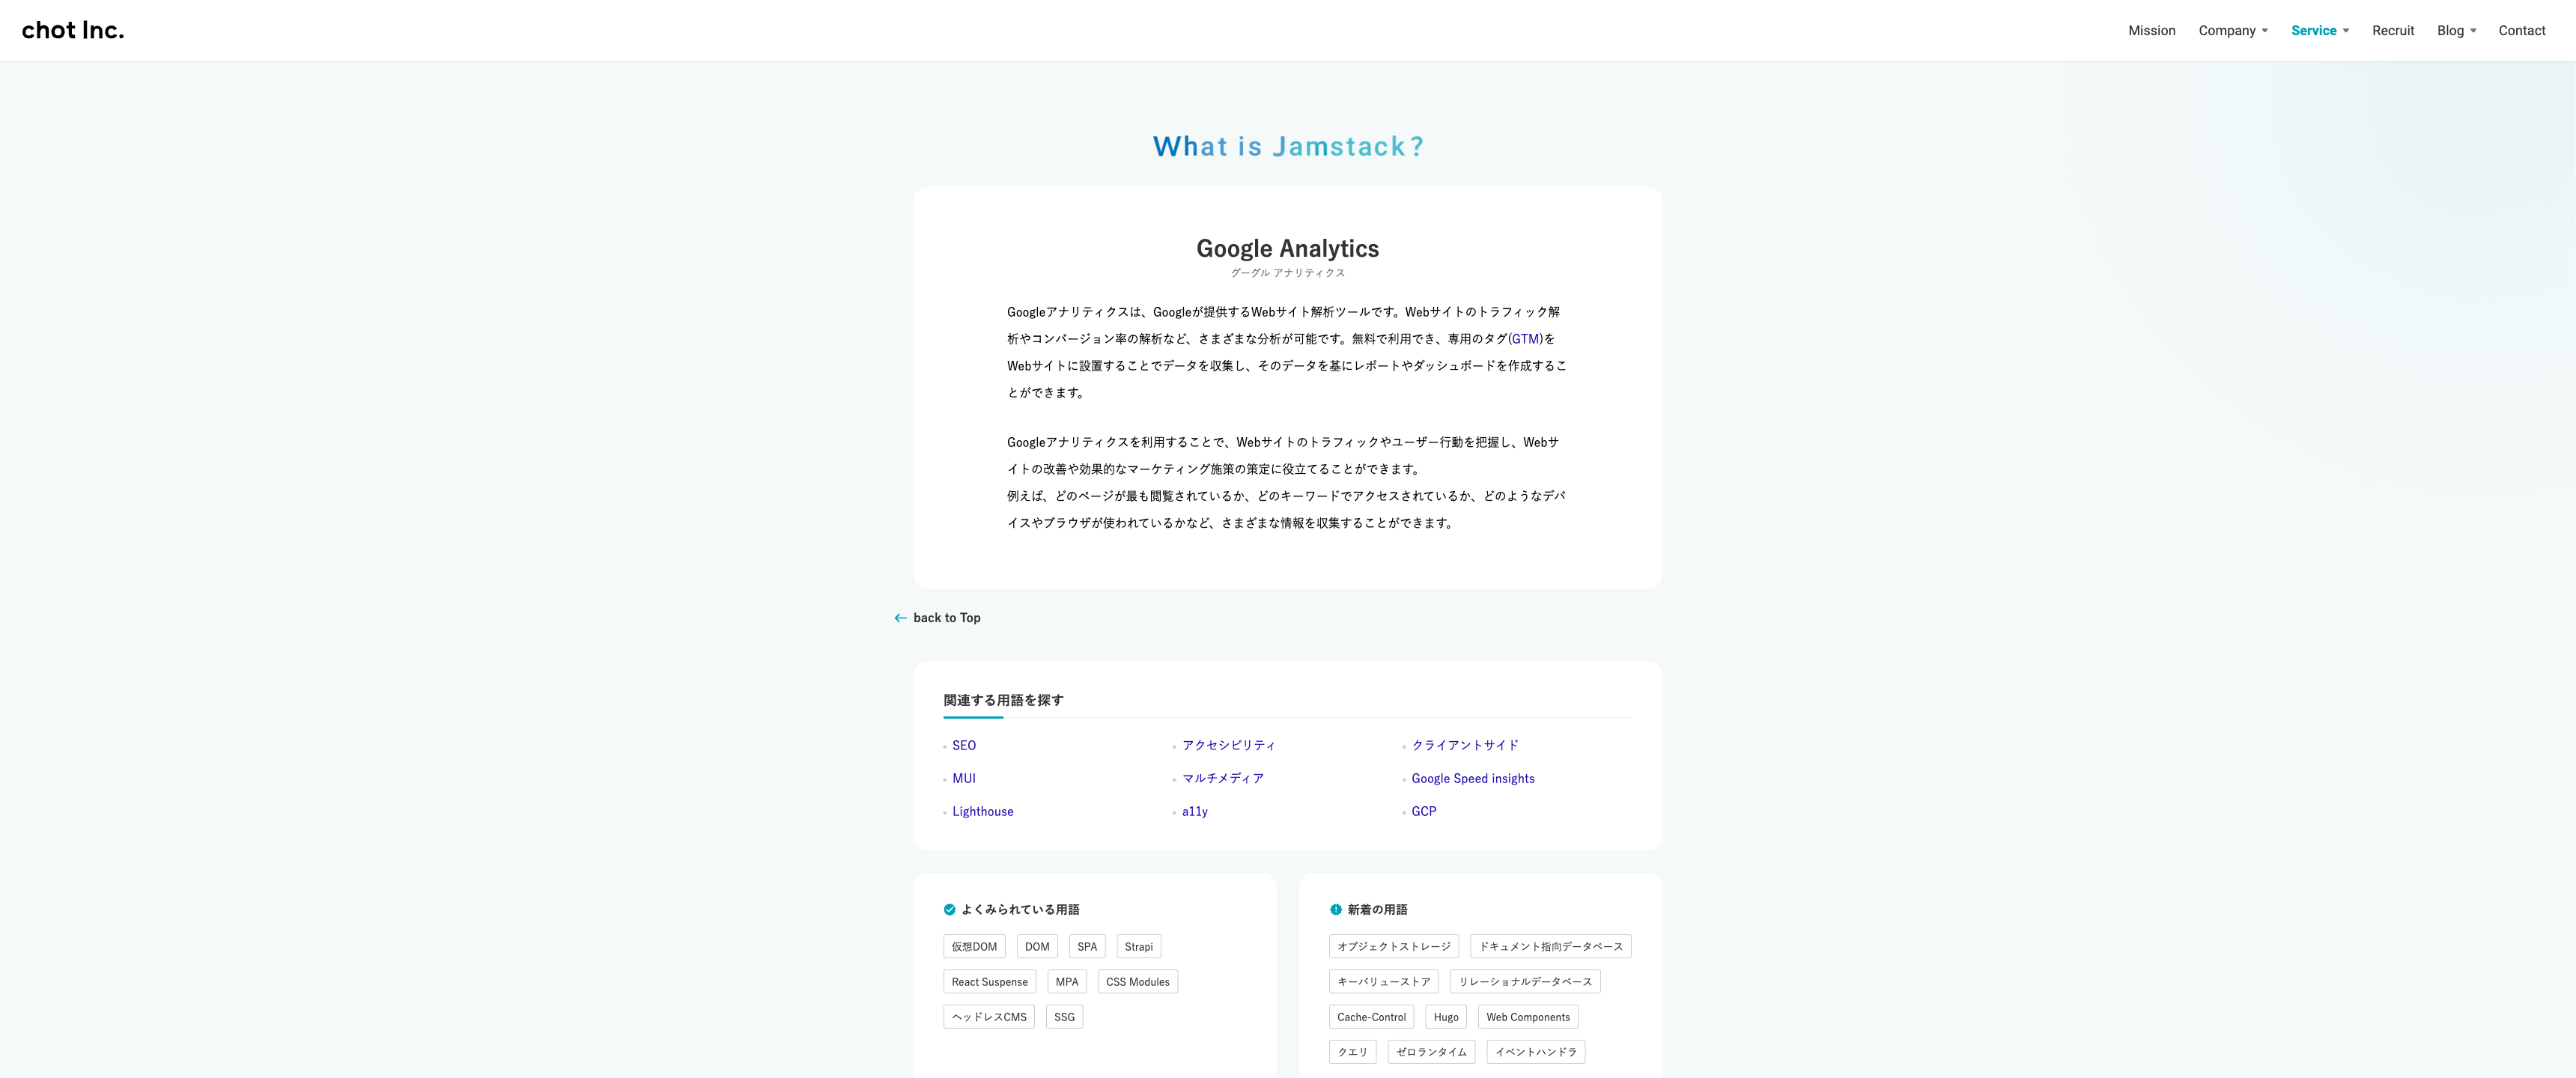 chot Inc.
Mission Company Service Recruit Blog Contact
What is Jamstack?
Google Analytics
グーグル アナリティクス
Googleアナリティクスは、Googleが提供するWebサイト解析ツールです。Webサイトのトラフィック解
析やコンバージョン率の解析など、さまざまな分析が可能です。無料で利用でき、専用のタグ(GTM)を
Webサイトに設置することでデータを収集し、そのデータを基にレポートやダッシュボードを作成するこ
とができます。
Googleアナリティクスを利用することで、Webサイトのトラフィックやユーザー行動を把握し、Webサ
イトの改善や効果的なマーケティング施策の策定に役立てることができます。
例えば、どのページが最も閲覧されているか、どのキーワードでアクセスされているか、どのようなデバ
イスやブラウザが使われているかなど、さまざまな情報を収集することができます。
back to Top
関連する用語を探す
SEO アクセシビリティ クライアントサイド
MUI マルチメディア Google Speed insights
Lighthouse a11y GCP
よくみられている用語
仮想DOM DOM SPA Strapi
React Suspense MPA CSS Modules
ヘッドレスCMS SSG
新着の用語
オブジェクトストレージ ドキュメント指向データベース
キーバリューストア リレーショナルデータベース
Cache-Control Hugo Web Components
クエリ ゼロランタイム イベントハンドラ